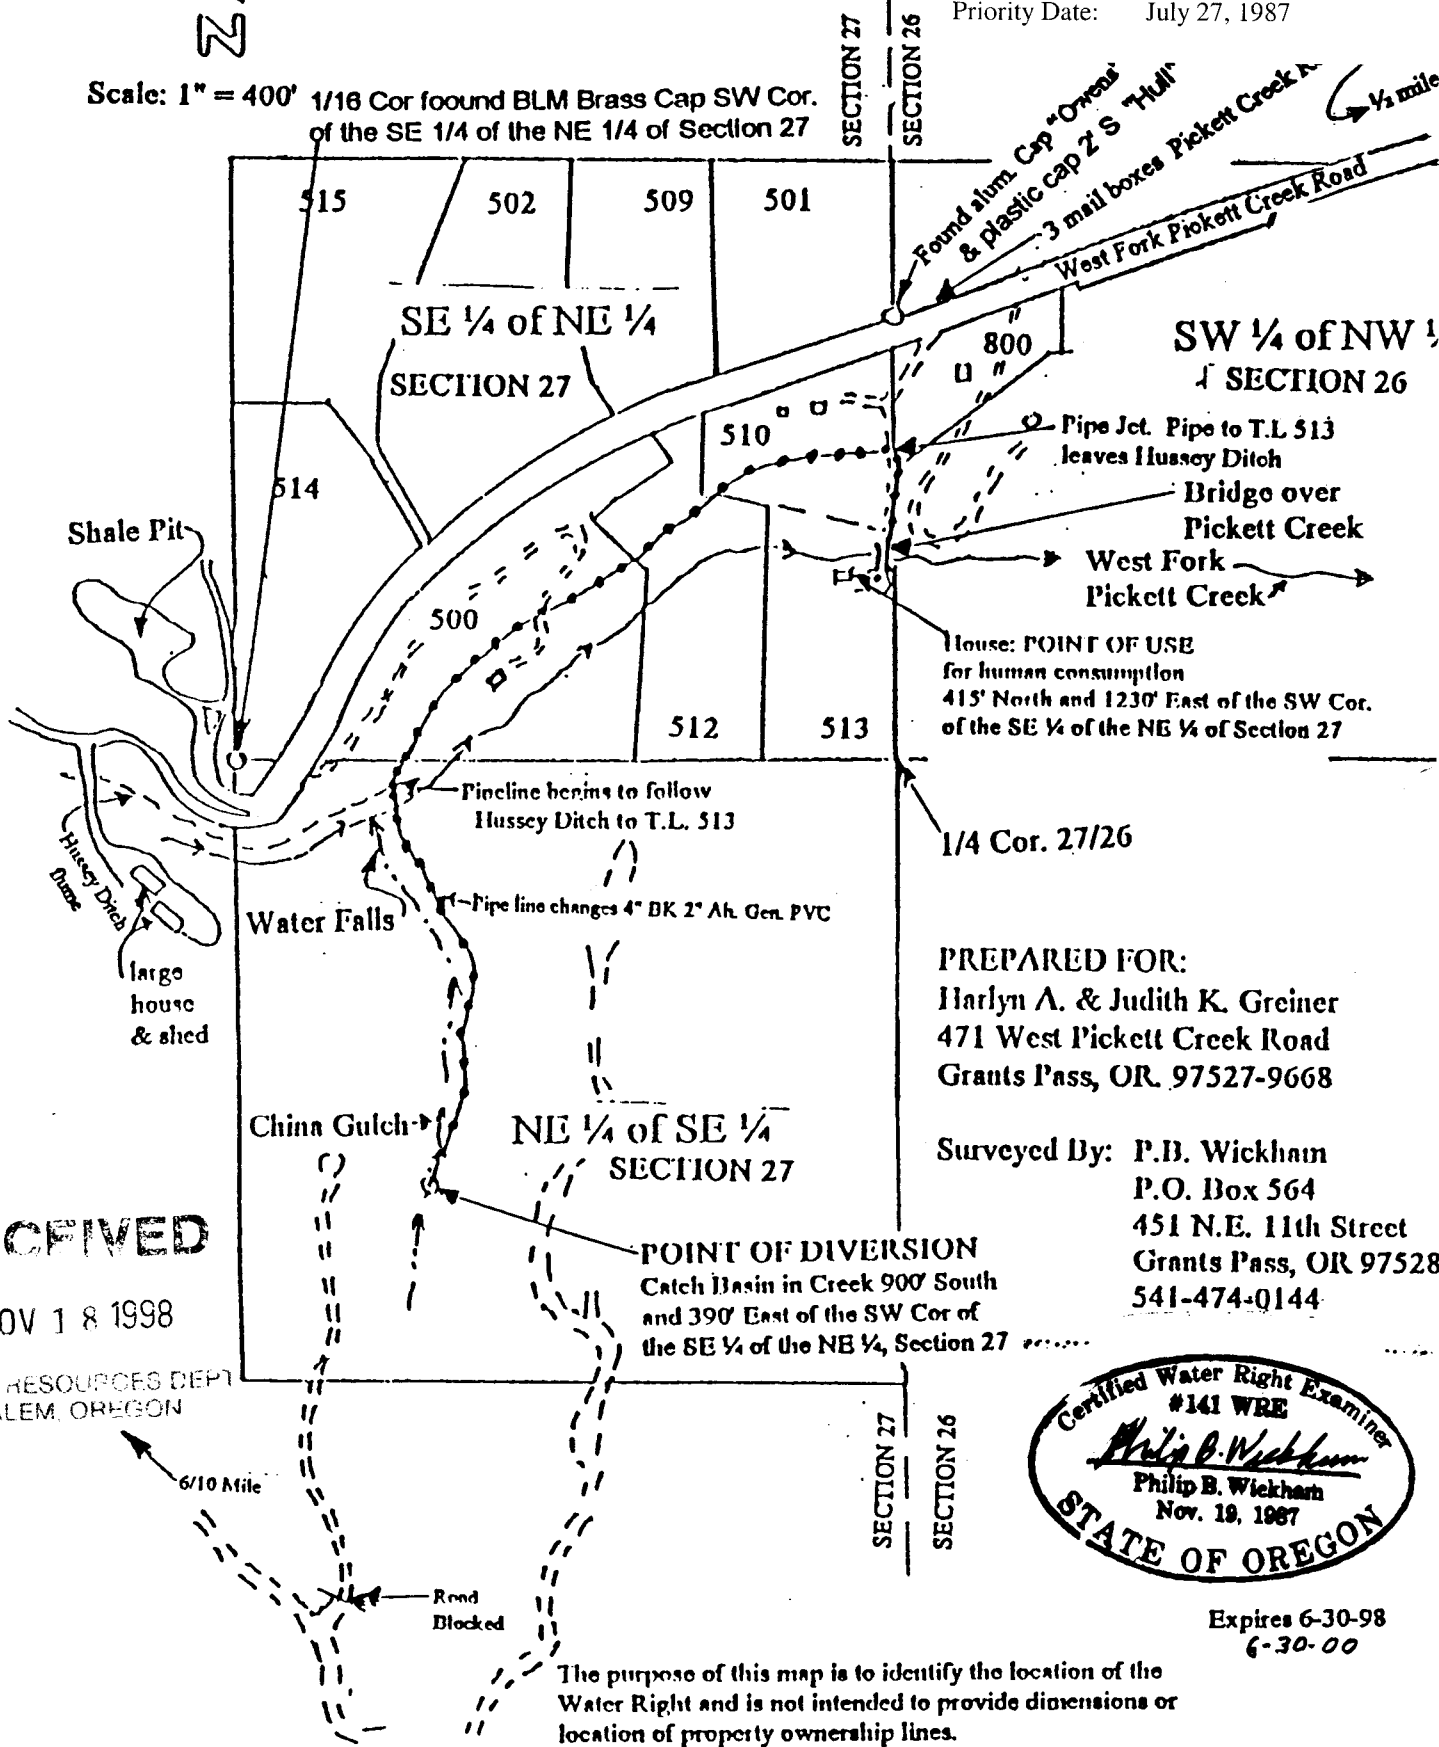 Priority Date: July 27, 1987
N
Scale: 1" = 400'
1/16 Cor foound BLM Brass Cap SW Cor.
of the SE 1/4 of the NE 1/4 of Section 27
SECTION 27
SECTION 26
Found alum. Cap "Owens"
& plastic cap 2' S "Hull"
3 mail boxes Pickett Creek
1/2 mile
West Fork Pickett Creek Road
515
502
509
501
SE 1/4 of NE 1/4
SECTION 27
800
SW 1/4 of NW
SECTION 26
510
Pipe Jct. Pipe to T.L 513
leaves Hussey Ditch
514
Bridge over
Pickett Creek
Shale Pit
West Fork
Pickett Creek
500
House: POINT OF USE
for human consumption
415' North and 1230' East of the SW Cor.
of the SE 1/4 of the NE 1/4 of Section 27
512
513
Pipeline begins to follow
Hussey Ditch to T.L. 513
1/4 Cor. 27/26
Hussey Ditch
flume
Water Falls
Pipe line changes 4" BK 2" Ah. Gen. PVC
large
house
& shed
PREPARED FOR:
Harlyn A. & Judith K. Greiner
471 West Pickett Creek Road
Grants Pass, OR. 97527-9668
China Gulch
NE 1/4 of SE 1/4
SECTION 27
Surveyed By: P.B. Wickham
P.O. Box 564
451 N.E. 11th Street
Grants Pass, OR 97528
541-474-0144
CEIVED
OV 18 1998
RESOURCES DEPT
ALEM, OREGON
POINT OF DIVERSION
Catch Basin in Creek 900' South
and 390' East of the SW Cor of
the SE 1/4 of the NE 1/4, Section 27
6/10 Mile
SECTION 27
SECTION 26
Certified Water Right Examiner
#141 WRE
Philip B. Wickham
Philip B. Wickham
Nov. 19, 1987
STATE OF OREGON
Road
Blocked
Expires 6-30-98
6-30-00
The purpose of this map is to identify the location of the
Water Right and is not intended to provide dimensions or
location of property ownership lines.